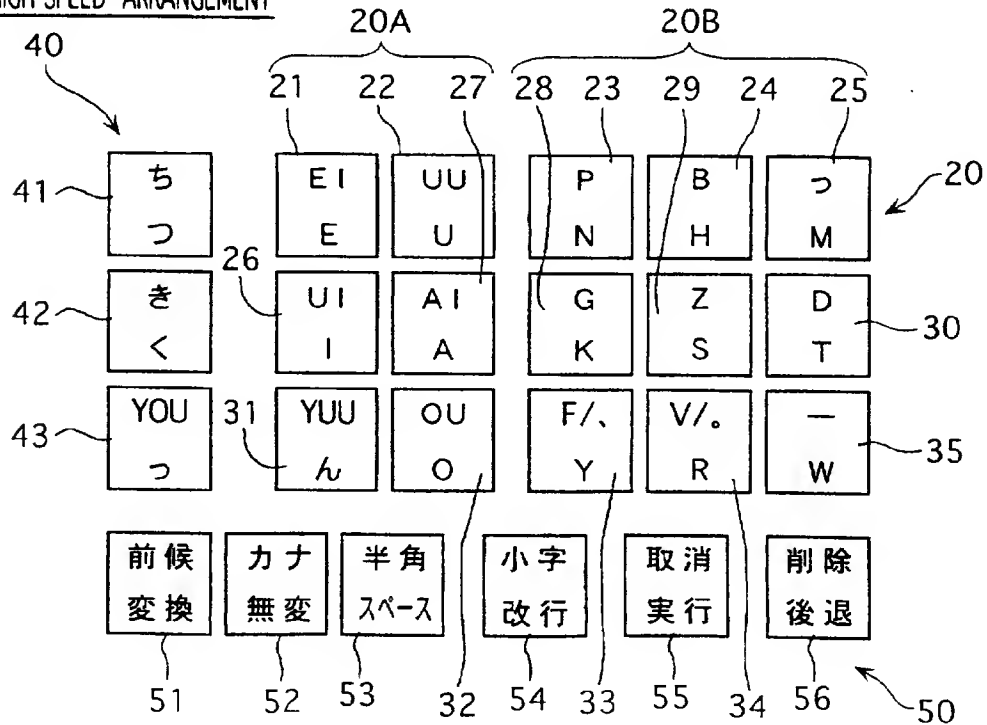 HIGH SPEED ARRANGEMENT
40 20A 20B
21 22 27 28 23 29 24 25
20
41 ち EI UU P B っ
つ E U N H M
26
42 き UI AI G Z D 30
く I A K S T
43 YOU 31 YUU OU F/、 V/。 ー 35
っ ん O Y R W
前候 カナ 半角 小字 取消 削除
変換 無変 スペース 改行 実行 後退
51 52 53 32 54 33 55 34 56 50